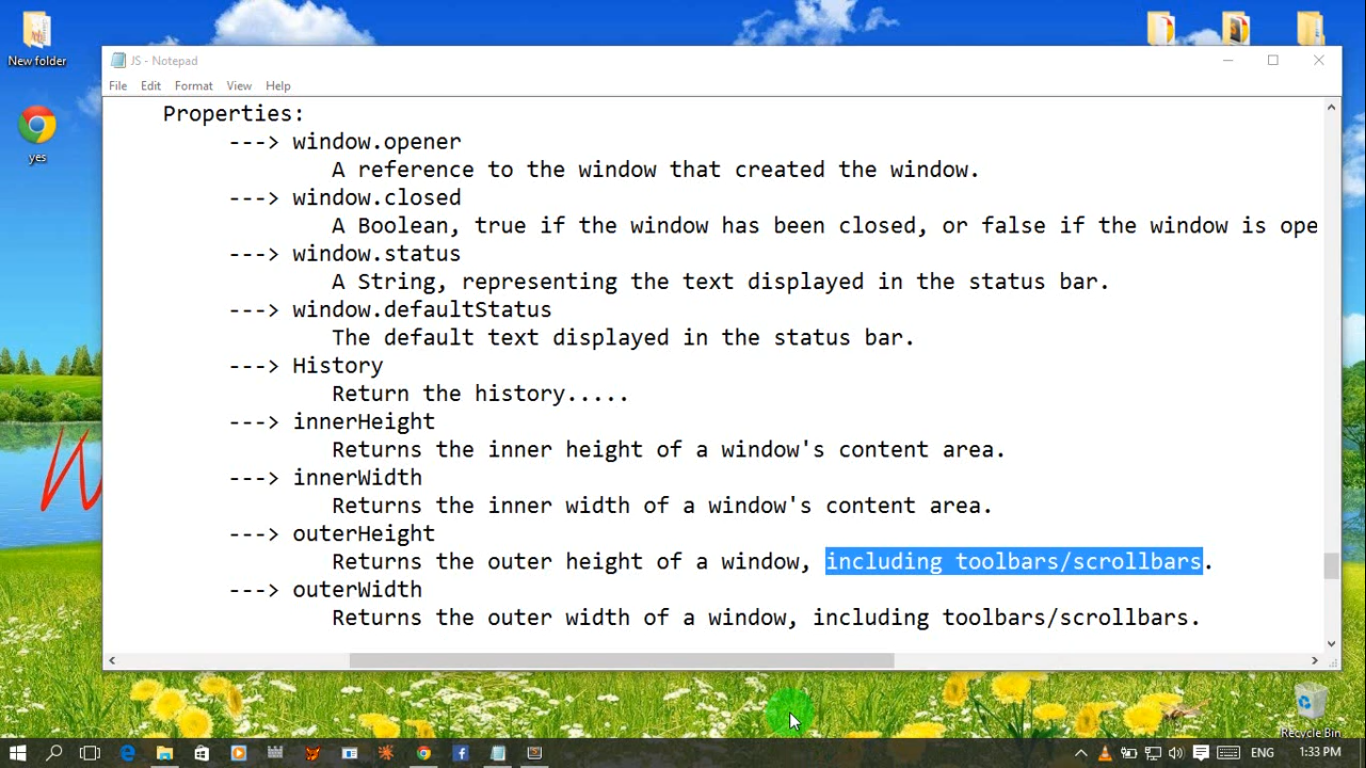 New folder
yes
JS - Notepad
File Edit Format View Help
Properties:
---> window.opener
A reference to the window that created the window.
---> window.closed
A Boolean, true if the window has been closed, or false if the window is ope
---> window.status
A String, representing the text displayed in the status bar.
---> window.defaultStatus
The default text displayed in the status bar.
---> History
Return the history.....
---> innerHeight
Returns the inner height of a window's content area.
---> innerWidth
Returns the inner width of a window's content area.
---> outerHeight
Returns the outer height of a window, including toolbars/scrollbars.
---> outerWidth
Returns the outer width of a window, including toolbars/scrollbars.
Recycle Bin
ENG
1:33 PM